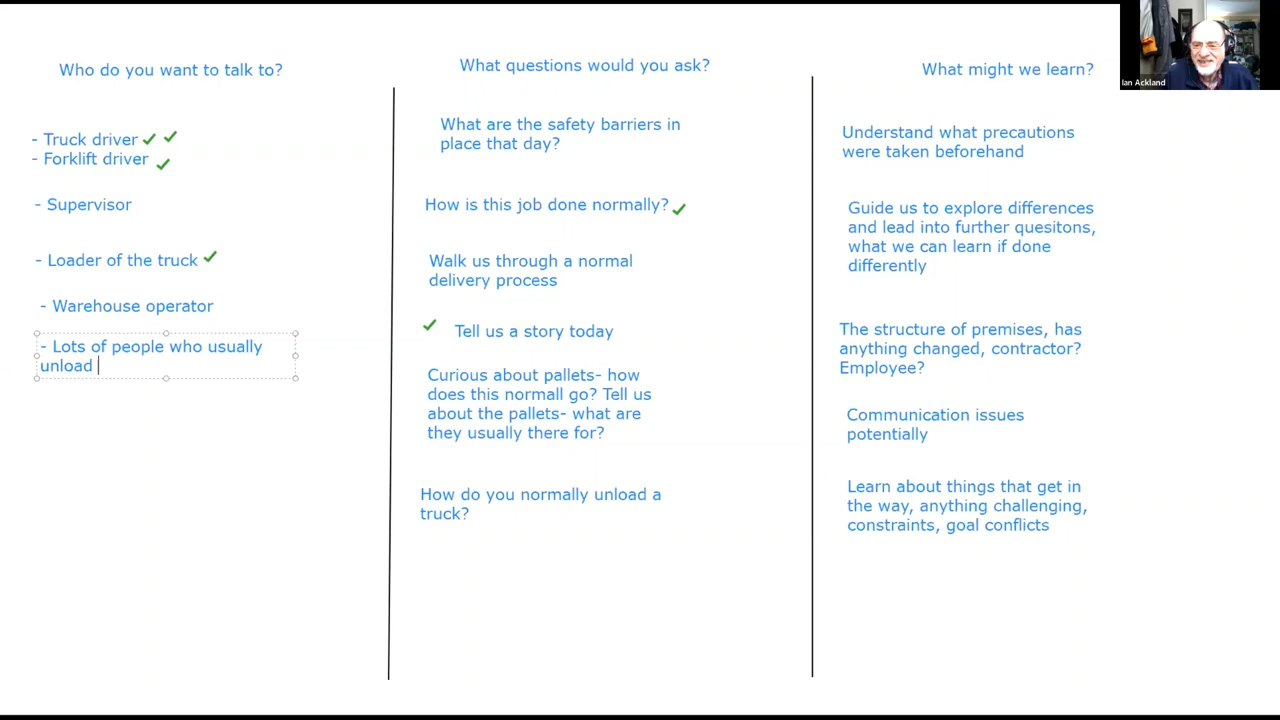 Who do you want to talk to?
- Truck driver
- Forklift driver
- Supervisor
- Loader of the truck
- Warehouse operator
- Lots of people who usually
unload
What questions would you ask?
What are the safety barriers in
place that day?
How is this job done normally?
Walk us through a normal
delivery process
Tell us a story today
Curious about pallets- how
does this normall go? Tell us
about the pallets- what are
they usually there for?
How do you normally unload a
truck?
What might we learn?
Understand what precautions
were taken beforehand
Guide us to explore differences
and lead into further quesitons,
what we can learn if done
differently
The structure of premises, has
anything changed, contractor?
Employee?
Communication issues
potentially
Learn about things that get in
the way, anything challenging,
constraints, goal conflicts
Ian Ackland